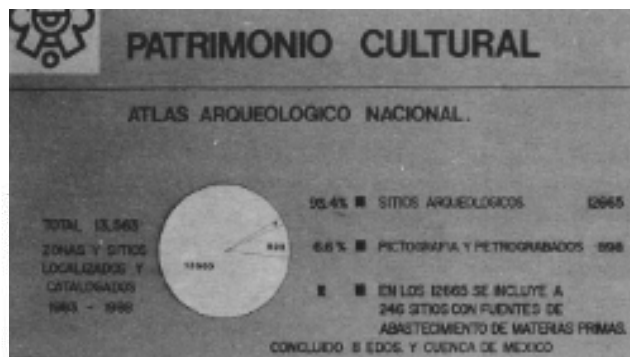 PATRIMONIO CULTURAL
ATLAS ARQUEOLOGICO NACIONAL.
TOTAL, 13,563
ZONAS Y SITIOS
LOCALIZADOS Y
CATALOGADOS
12665
898
SITIOS ARQUEOLOGICOS 12665
6.6% PICTOGRAFIA Y PETROGRABADOS 898
EN LOS 12665 SE INCLUYE A
246 SITIOS CON FUENTES DE
ABASTECIMIENTO DE MATERIAS PRIMAS.
CONCLUIDO 8 EDOS. Y CUENCA DE MEXICO